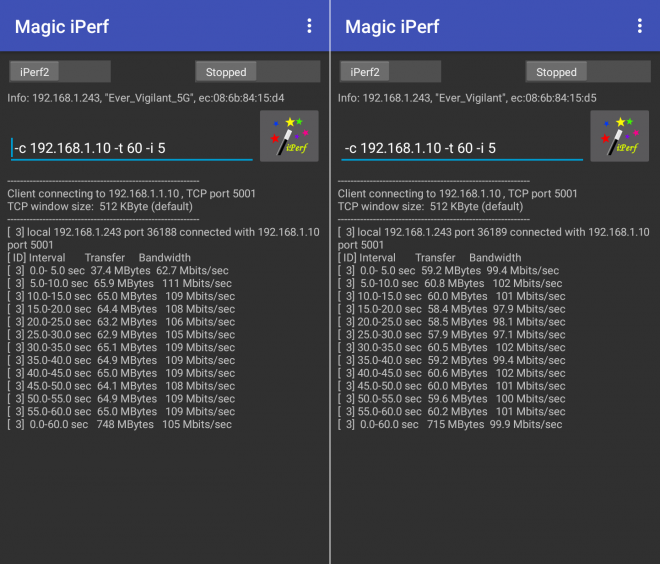 Magic iPerf
iPerf2
Stopped
Info: 192.168.1.243, "Ever_Vigilant_5G", ec:08:6b:84:15:d4
-c 192.168.1.10 -t 60 -i 5
iPerf
------------------------------------------------------------
Client connecting to 192.168.1.1.10 , TCP port 5001
TCP window size: 512 KByte (default)
------------------------------------------------------------
[ 3] local 192.168.1.243 port 36188 connected with 192.168.1.10
port 5001
[ ID] Interval Transfer Bandwidth
[ 3] 0.0- 5.0 sec 37.4 MBytes 62.7 Mbits/sec
[ 3] 5.0-10.0 sec 65.9 MBytes 111 Mbits/sec
[ 3] 10.0-15.0 sec 65.0 MBytes 109 Mbits/sec
[ 3] 15.0-20.0 sec 64.4 MBytes 108 Mbits/sec
[ 3] 20.0-25.0 sec 63.2 MBytes 106 Mbits/sec
[ 3] 25.0-30.0 sec 62.9 MBytes 105 Mbits/sec
[ 3] 30.0-35.0 sec 65.1 MBytes 109 Mbits/sec
[ 3] 35.0-40.0 sec 64.9 MBytes 109 Mbits/sec
[ 3] 40.0-45.0 sec 65.0 MBytes 109 Mbits/sec
[ 3] 45.0-50.0 sec 64.1 MBytes 108 Mbits/sec
[ 3] 50.0-55.0 sec 64.9 MBytes 109 Mbits/sec
[ 3] 55.0-60.0 sec 65.0 MBytes 109 Mbits/sec
[ 3] 0.0-60.0 sec 748 MBytes 105 Mbits/sec
Magic iPerf
iPerf2
Stopped
Info: 192.168.1.243, "Ever_Vigilant", ec:08:6b:84:15:d5
-c 192.168.1.10 -t 60 -i 5
iPerf
------------------------------------------------------------
Client connecting to 192.168.1.10 , TCP port 5001
TCP window size: 512 KByte (default)
------------------------------------------------------------
[ 3] local 192.168.1.243 port 36189 connected with 192.168.1.10
port 5001
[ ID] Interval Transfer Bandwidth
[ 3] 0.0- 5.0 sec 59.2 MBytes 99.4 Mbits/sec
[ 3] 5.0-10.0 sec 60.8 MBytes 102 Mbits/sec
[ 3] 10.0-15.0 sec 60.0 MBytes 101 Mbits/sec
[ 3] 15.0-20.0 sec 58.4 MBytes 97.9 Mbits/sec
[ 3] 20.0-25.0 sec 58.5 MBytes 98.1 Mbits/sec
[ 3] 25.0-30.0 sec 57.9 MBytes 97.1 Mbits/sec
[ 3] 30.0-35.0 sec 60.5 MBytes 102 Mbits/sec
[ 3] 35.0-40.0 sec 59.2 MBytes 99.4 Mbits/sec
[ 3] 40.0-45.0 sec 60.6 MBytes 102 Mbits/sec
[ 3] 45.0-50.0 sec 60.0 MBytes 101 Mbits/sec
[ 3] 50.0-55.0 sec 59.6 MBytes 100 Mbits/sec
[ 3] 55.0-60.0 sec 60.2 MBytes 101 Mbits/sec
[ 3] 0.0-60.0 sec 715 MBytes 99.9 Mbits/sec